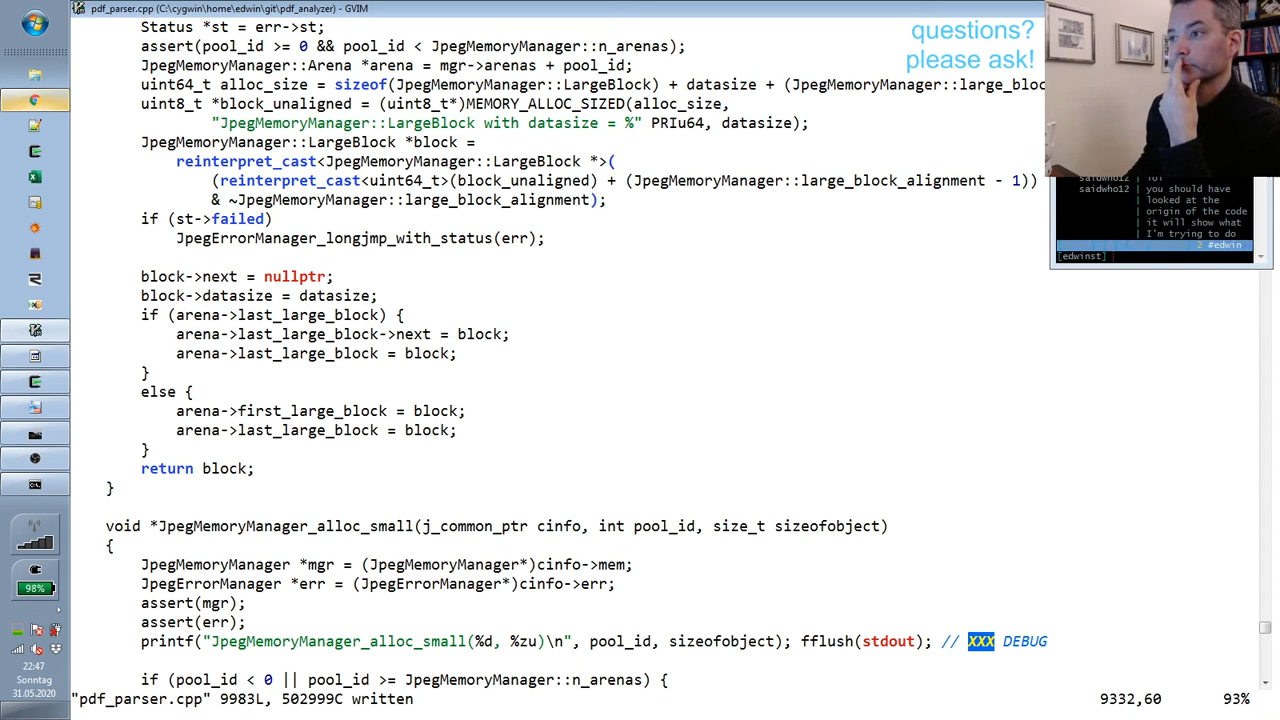 pdf_parser.cpp (C:\cygwin\home\edwin\git\pdf_analyzer) - GVIM
Status *st = err->st;
assert(pool_id >= 0 && pool_id < JpegMemoryManager::n_arenas);
JpegMemoryManager::Arena *arena = mgr->arenas + pool_id;
uint64_t alloc_size = sizeof(JpegMemoryManager::LargeBlock) + datasize + (JpegMemoryManager::large_bloc
uint8_t *block_unaligned = (uint8_t*)MEMORY_ALLOC_SIZED(alloc_size,
"JpegMemoryManager::LargeBlock with datasize = %" PRIu64, datasize);
JpegMemoryManager::LargeBlock *block =
reinterpret_cast<JpegMemoryManager::LargeBlock *>(
(reinterpret_cast<uint64_t>(block_unaligned) + (JpegMemoryManager::large_block_alignment - 1))
& ~JpegMemoryManager::large_block_alignment);
if (st->failed)
JpegErrorManager_longjmp_with_status(err);
block->next = nullptr;
block->datasize = datasize;
if (arena->last_large_block) {
arena->last_large_block->next = block;
arena->last_large_block = block;
}
else {
arena->first_large_block = block;
arena->last_large_block = block;
}
return block;
}
void *JpegMemoryManager_alloc_small(j_common_ptr cinfo, int pool_id, size_t sizeofobject)
{
JpegMemoryManager *mgr = (JpegMemoryManager*)cinfo->mem;
JpegErrorManager *err = (JpegErrorManager*)cinfo->err;
assert(mgr);
assert(err);
printf("JpegMemoryManager_alloc_small(%d, %zu)\n", pool_id, sizeofobject); fflush(stdout); // XXX DEBUG
if (pool_id < 0 || pool_id >= JpegMemoryManager::n_arenas) {
"pdf_parser.cpp" 9983L, 502999C written
9332,60
93%
questions?
please ask!
saidwho12 | lol
saidwho12 | you should have
| looked at the
| origin of the code
| it will show what
| I'm trying to do
2 #edwin
[edwinst]
98%
22:47
Sonntag
31.05.2020